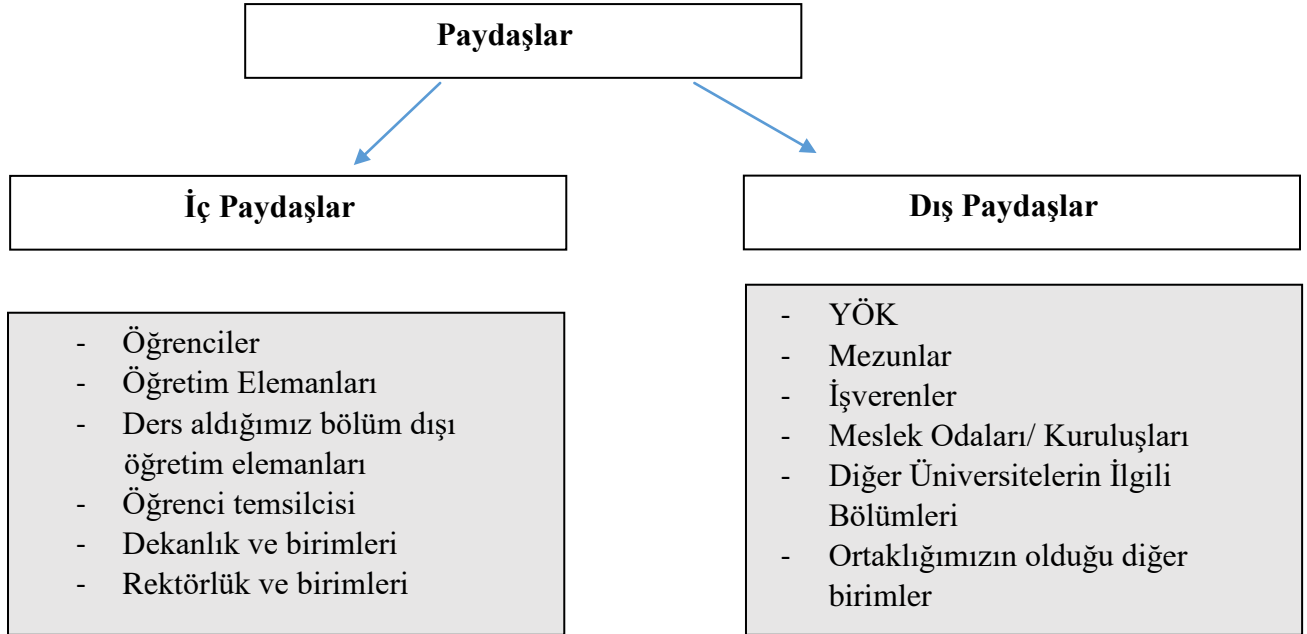 Paydaşlar
İç Paydaşlar
- Öğrenciler
- Öğretim Elemanları
- Ders aldığımız bölüm dışı
öğretim elemanları
- Öğrenci temsilcisi
- Dekanlık ve birimleri
- Rektörlük ve birimleri
Dış Paydaşlar
- YÖK
- Mezunlar
- İşverenler
- Meslek Odaları/ Kuruluşları
- Diğer Üniversitelerin İlgili
Bölümleri
- Ortaklığımızın olduğu diğer
birimler